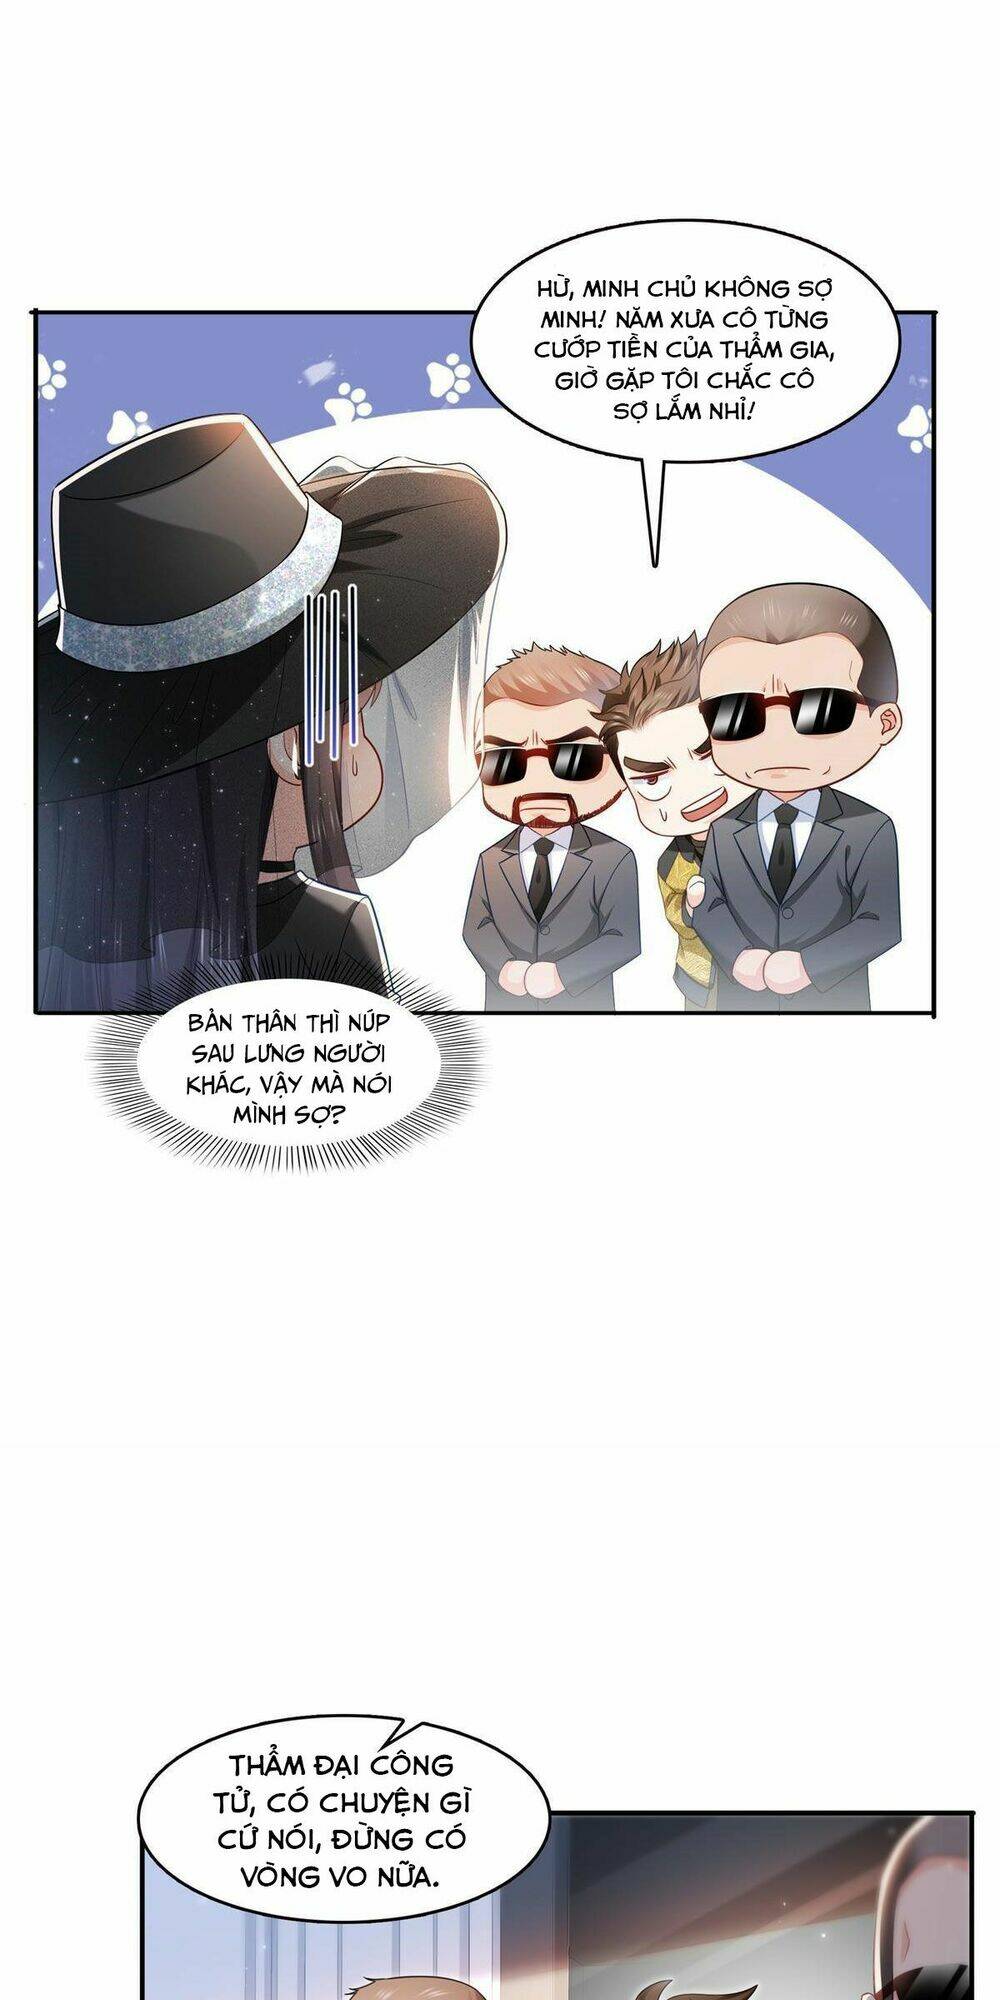 HỪ, MINH CHỦ KHÔNG SỢ
MINH! NĂM XƯA CÔ TỪNG
CƯỚP TIỀN CỦA THẨM GIA,
GIỜ GẶP TÔI CHẮC CÔ
SỢ LẮM NHỈ!
BẢN THÂN THÌ NÚP
SAU LƯNG NGƯỜI
KHÁC, VẬY MÀ NÓI
MÌNH SỢ?
THẨM ĐẠI CÔNG
TỬ, CÓ CHUYỆN GÌ
CỨ NÓI, ĐỪNG CÓ
VÒNG VO NỮA.